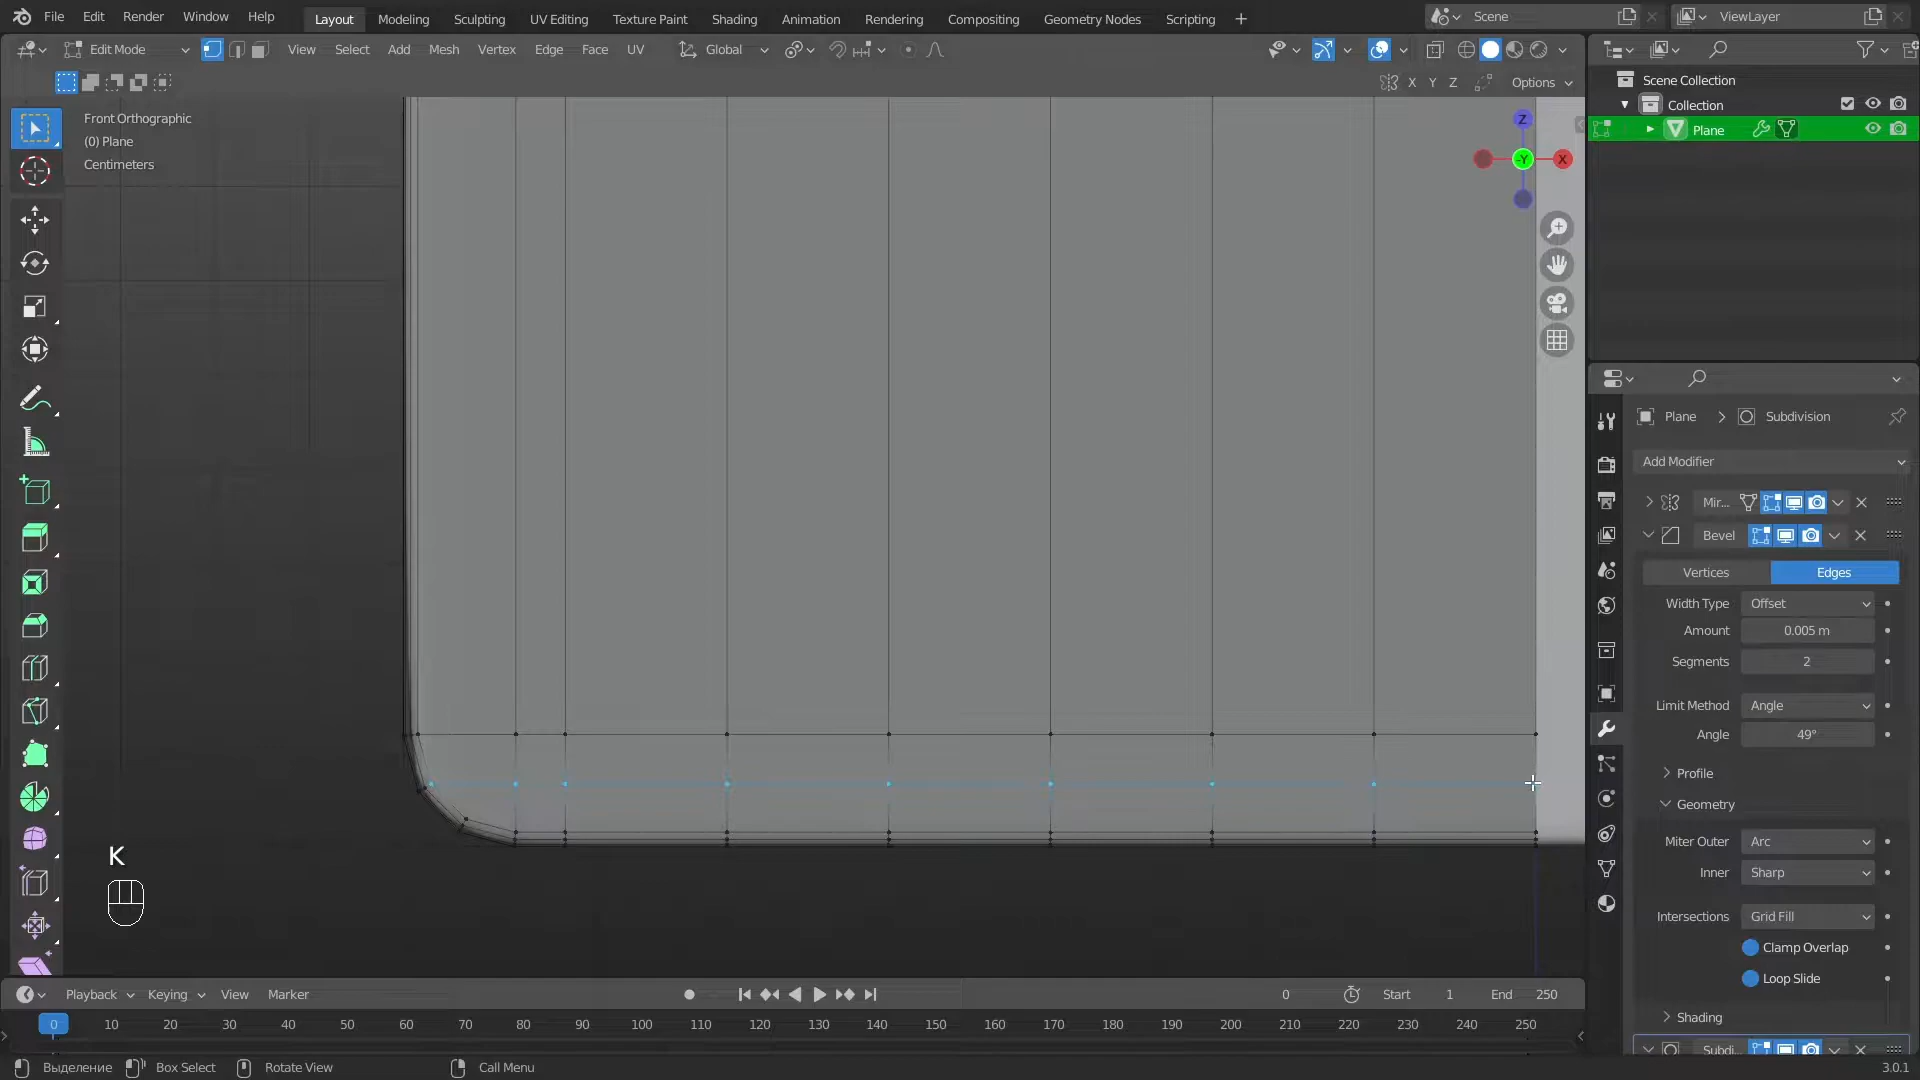 File Edit Render Window Help Layout Modeling Sculpting UV Editing Texture Paint Shading Animation Rendering Compositing Geometry Nodes Scripting + Scene ViewLayer
Edit Mode View Select Add Mesh Vertex Edge Face UV Global
X Y Z Options
Front Orthographic
(0) Plane
Centimeters
Z
-Y
X
Scene Collection
Collection
Plane
Plane > Subdivision
Add Modifier
Mir...
Bevel
Vertices Edges
Width Type Offset
Amount 0.005 m
Segments 2
Limit Method Angle
Angle 49°
Profile
Geometry
Miter Outer Arc
Inner Sharp
Intersections Grid Fill
Clamp Overlap
Loop Slide
Shading
Subdi...
K
Playback Keying View Marker 0 Start 1 End 250
0 10 20 30 40 50 60 70 80 90 100 110 120 130 140 150 160 170 180 190 200 210 220 230 240 250
Выделение Box Select Rotate View Call Menu 3.0.1